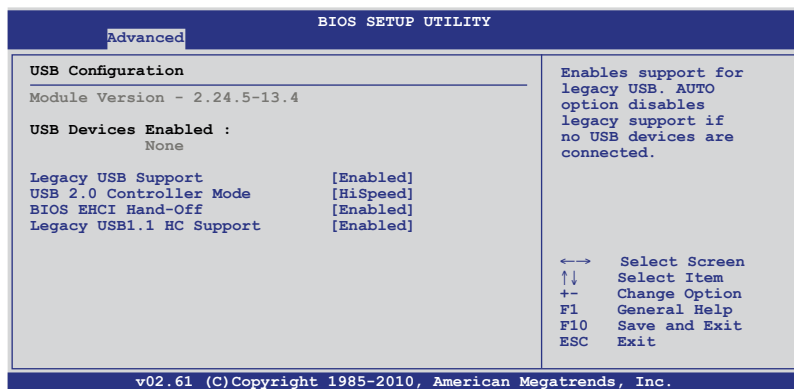 BIOS SETUP UTILITY
Advanced
USB Configuration
Module Version - 2.24.5-13.4
USB Devices Enabled :
None
Legacy USB Support [Enabled]
USB 2.0 Controller Mode [HiSpeed]
BIOS EHCI Hand-Off [Enabled]
Legacy USB1.1 HC Support [Enabled]
Enables support for
legacy USB. AUTO
option disables
legacy support if
no USB devices are
connected.
←→ Select Screen
↑↓ Select Item
+- Change Option
F1 General Help
F10 Save and Exit
ESC Exit
v02.61 (C)Copyright 1985-2010, American Megatrends, Inc.